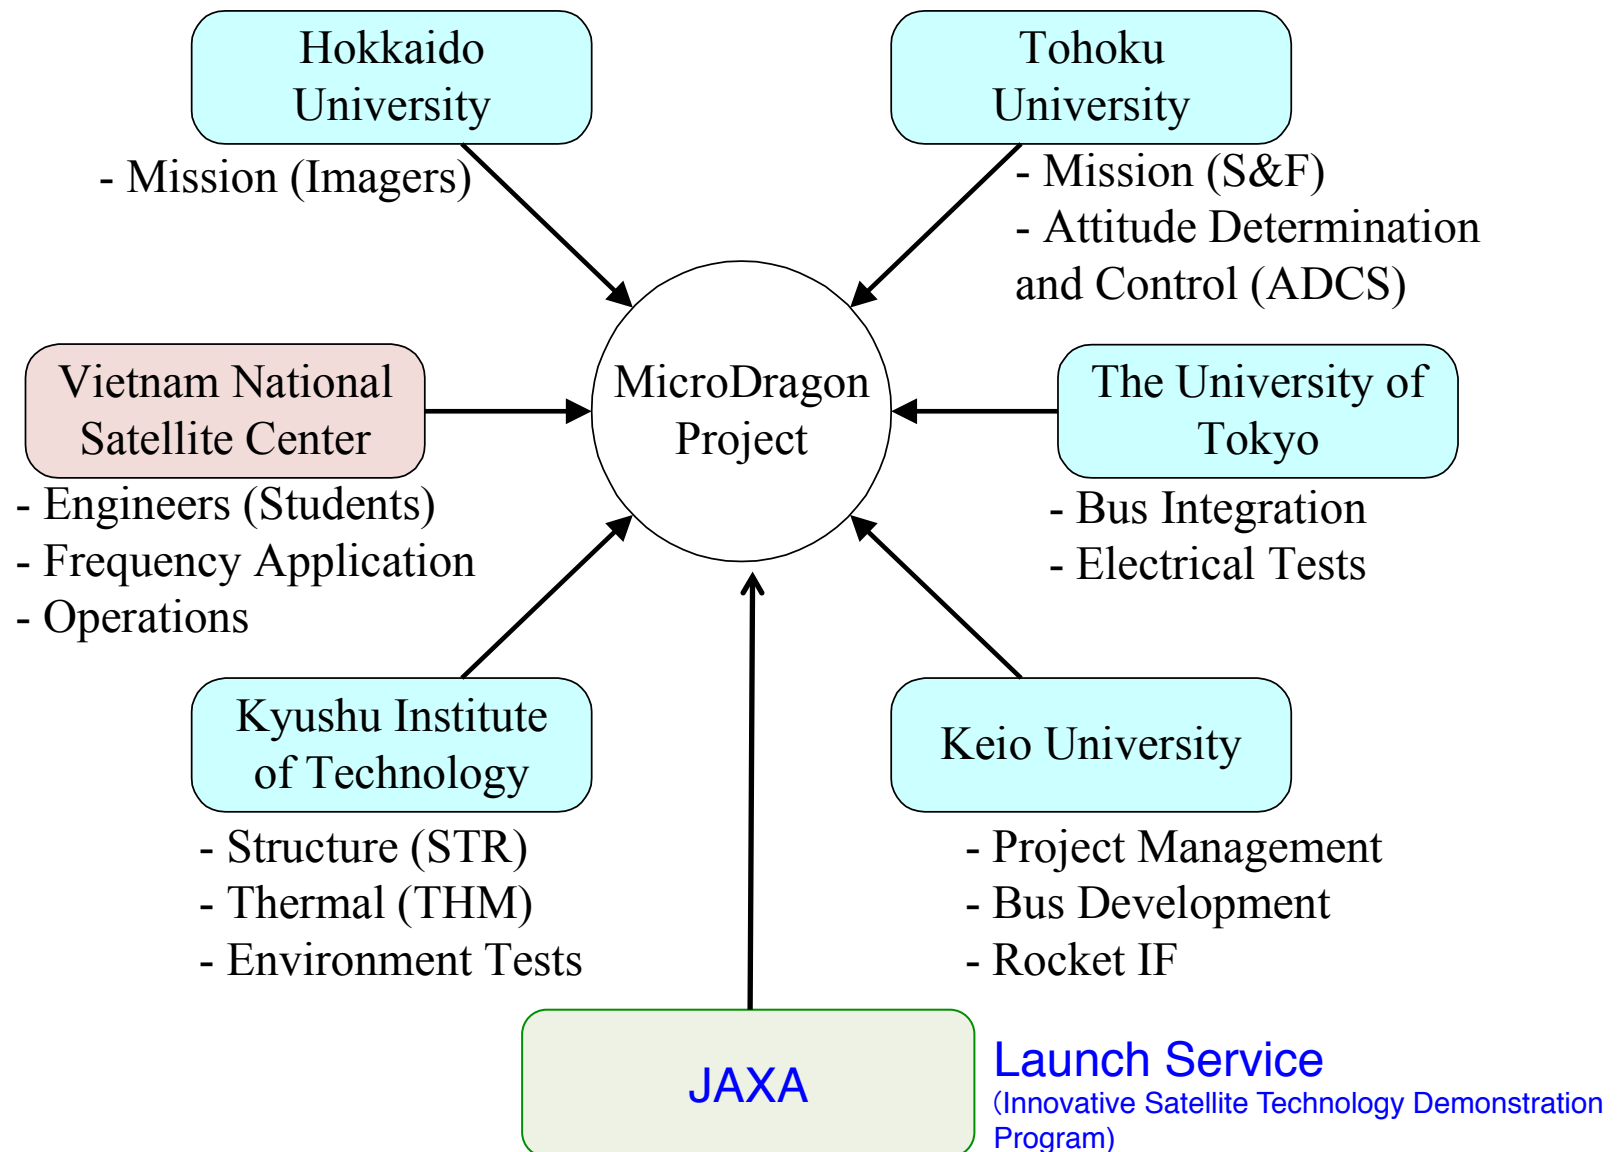 Hokkaido
University
- Mission (Imagers)
Tohoku
University
- Mission (S&F)
- Attitude Determination
and Control (ADCS)
Vietnam National
Satellite Center
- Engineers (Students)
- Frequency Application
- Operations
MicroDragon
Project
The University of
Tokyo
- Bus Integration
- Electrical Tests
Kyushu Institute
of Technology
- Structure (STR)
- Thermal (THM)
- Environment Tests
Keio University
- Project Management
- Bus Development
- Rocket IF
JAXA
Launch Service
(Innovative Satellite Technology Demonstration
Program)